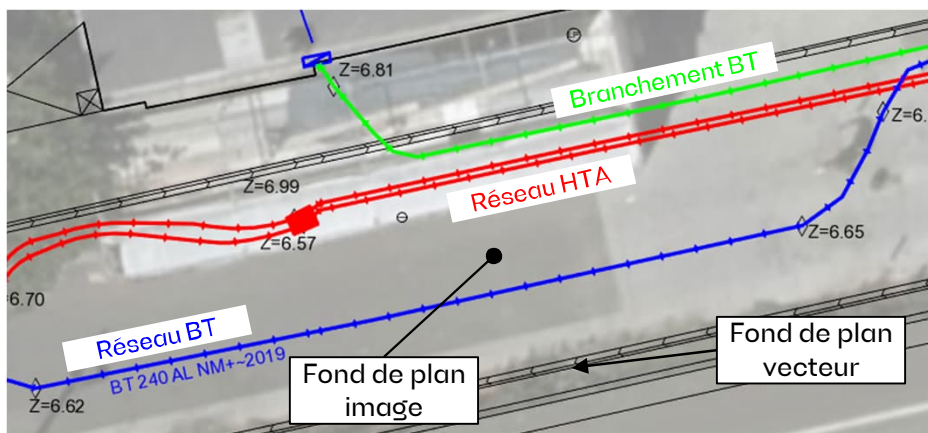 LP
Z=6.81
Branchement BT
Z=6.
Z=6.99
Réseau HTA
Z=6.57
Z=6.65
6.70
Réseau BT
BT 240 AL NM+~2019
Fond de plan
vecteur
Fond de plan
image
Z=6.62